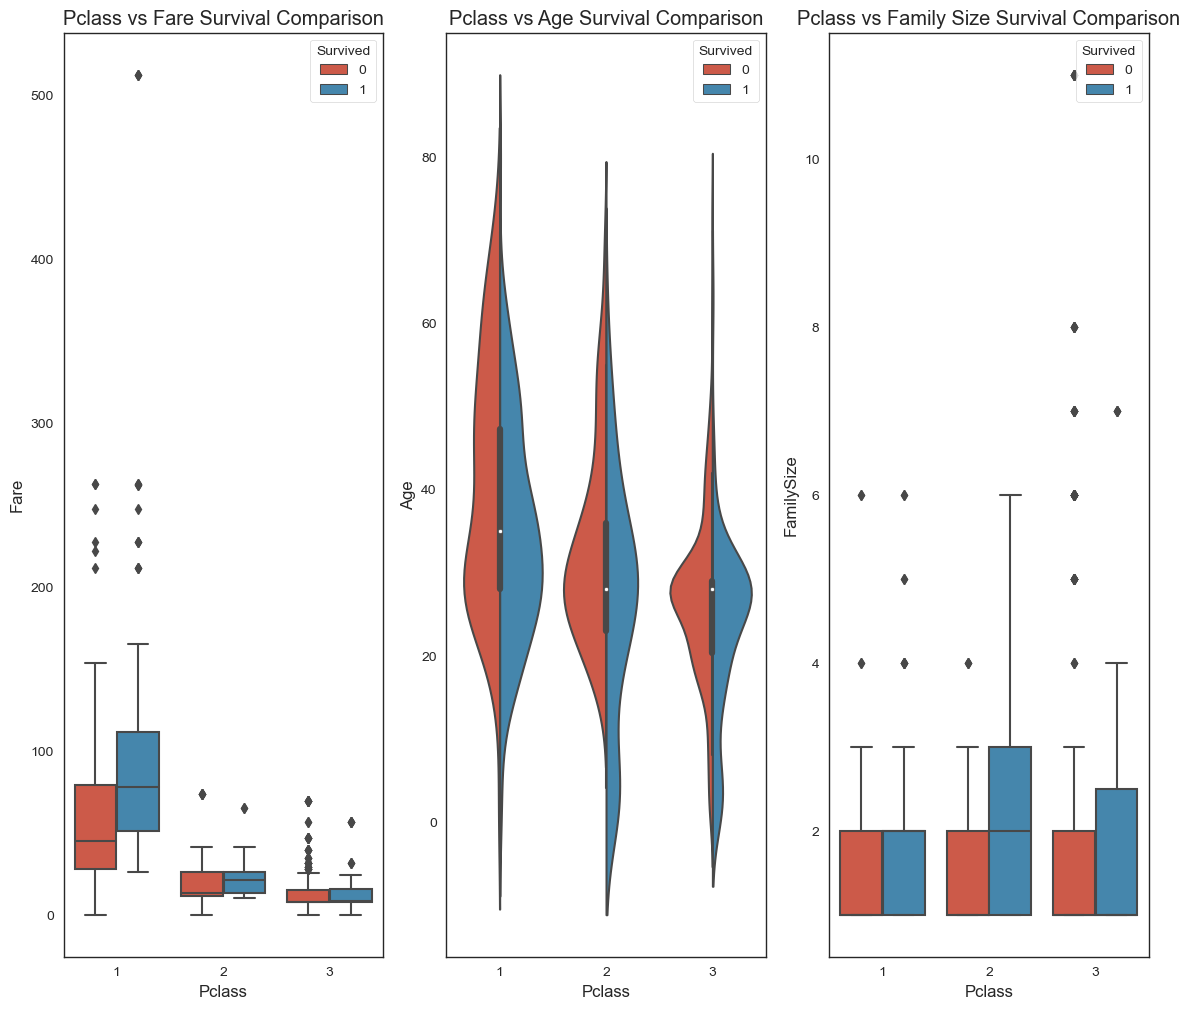 Pclass vs Fare Survival Comparison
Survived
0
1
500
400
300
200
100
0
Fare
1 2 3
Pclass
Pclass vs Age Survival Comparison
Survived
0
1
80
60
40
20
0
Age
1 2 3
Pclass
Pclass vs Family Size Survival Comparison
Survived
0
1
10
8
6
4
2
FamilySize
1 2 3
Pclass